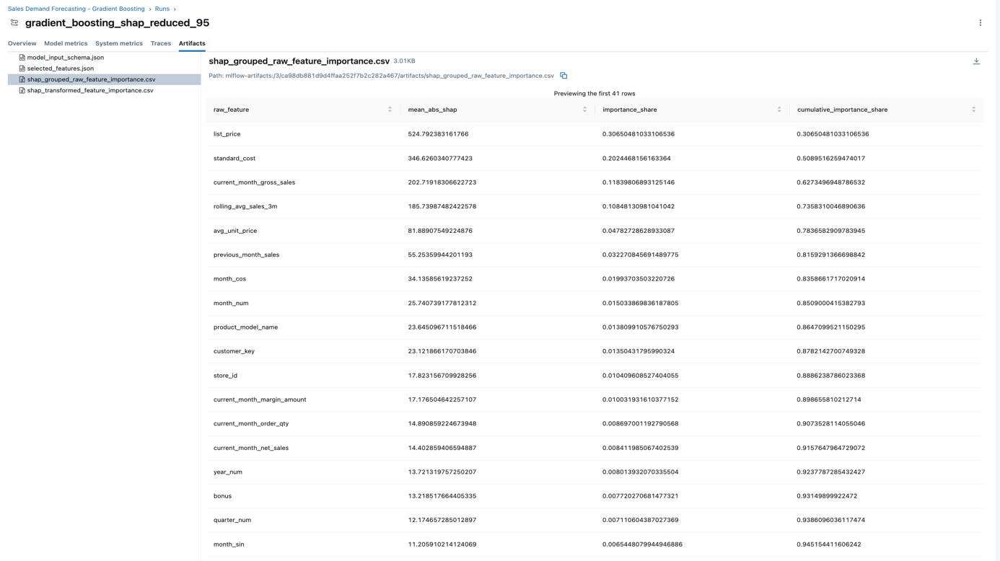 Sales Demand Forecasting - Gradient Boosting > Runs >
gradient_boosting_shap_reduced_95
Overview Model metrics System metrics Traces Artifacts
model_input_schema.json
selected_features.json
shap_grouped_raw_feature_importance.csv
shap_transformed_feature_importance.csv
shap_grouped_raw_feature_importance.csv 3.01KB
Path: mlflow-artifacts:/3/ca98db881d9d4ffaa252f7b2c282a467/artifacts/shap_grouped_raw_feature_importance.csv
Previewing the first 41 rows
raw_feature mean_abs_shap importance_share cumulative_importance_share
list_price 524.792383161766 0.30650481033106536 0.30650481033106536
standard_cost 346.6260340777423 0.2024468156163364 0.5089516259474017
current_month_gross_sales 202.71918306622723 0.11839806893125146 0.6273496948786532
rolling_avg_sales_3m 185.73987482422578 0.10848130981041042 0.7358310046890636
avg_unit_price 81.88907549224876 0.04782728628933087 0.7836582909783945
previous_month_sales 55.25359944201193 0.032270845691489775 0.8159291366698842
month_cos 34.13585619237252 0.01993703503220726 0.8358661717020914
month_num 25.740739177812312 0.015033869836187805 0.8509000415382793
product_model_name 23.645096711518466 0.013809910576750293 0.8647099521150295
customer_key 23.121866170703846 0.01350431795990324 0.8782142700749328
store_id 17.823156709928256 0.010409608527404055 0.8886238786023368
current_month_margin_amount 17.176504642257107 0.010031931610377152 0.898655810212714
current_month_order_qty 14.890859224673948 0.008697001192790568 0.9073528114055046
current_month_net_sales 14.402859406594887 0.008411985067402539 0.9157647964729072
year_num 13.721319757250207 0.008013932070335504 0.9237787285432427
bonus 13.218517664405335 0.007720270681477321 0.93149899922472
quarter_num 12.174657285012897 0.007110604387027369 0.9386096036117474
month_sin 11.205910214124069 0.0065448079944946886 0.945154411606242